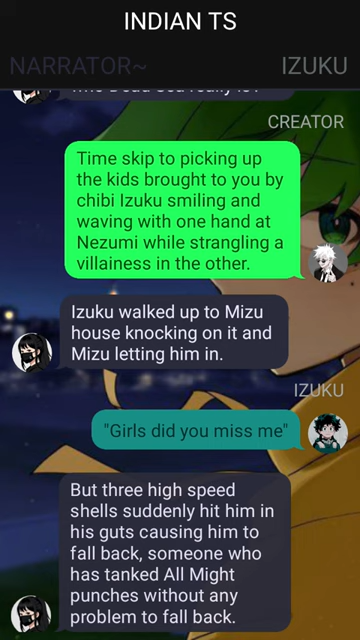 INDIAN TS
NARRATOR~
IZUKU
CREATOR
Time skip to picking up
the kids brought to you by
chibi Izuku smiling and
waving with one hand at
Nezumi while strangling a
villainess in the other.
Izuku walked up to Mizu
house knocking on it and
Mizu letting him in.
IZUKU
"Girls did you miss me"
But three high speed
shells suddenly hit him in
his guts causing him to
fall back, someone who
has tanked All Might
punches without any
problem to fall back.